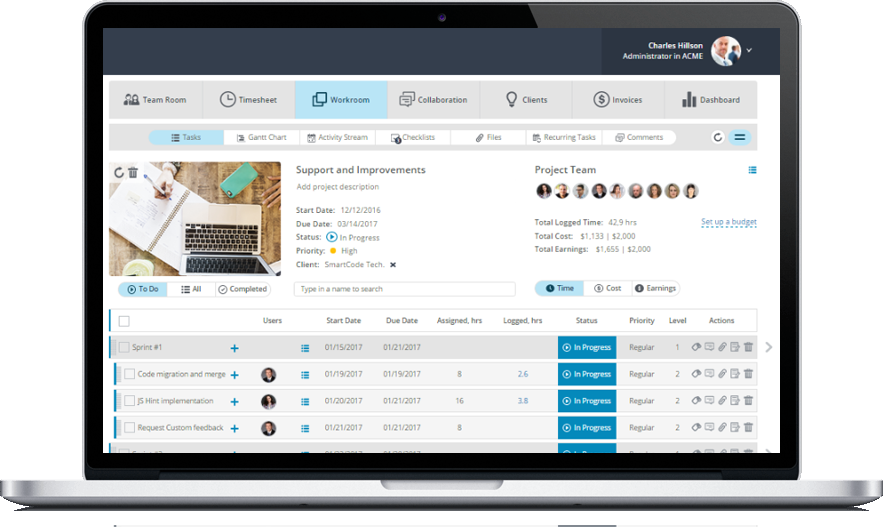 Charles Hillson
Administrator in ACME
Team Room Timesheet Workroom Collaboration Clients Invoices Dashboard
Tasks Gantt Chart Activity Stream Checklists Files Recurring Tasks Comments
Support and Improvements
Add project description
Start Date: 12/12/2016
Due Date: 03/14/2017
Status: In Progress
Priority: High
Client: SmartCode Tech.
Project Team
Total Logged Time: 42,9 hrs
Set up a budget
Total Cost: $1,133 | $2,000
Total Earnings: $1,655 | $2,000
To Do All Completed
Type in a name to search
Time Cost Earnings
Users Start Date Due Date Assigned, hrs Logged, hrs Status Priority Level Actions
Sprint #1 01/15/2017 01/21/2017 In Progress Regular 1
Code migration and merge 01/19/2017 01/19/2017 8 2.6 In Progress Regular 2
JS Hint implementation 01/20/2017 01/21/2017 16 3.8 In Progress Regular 2
Request Custom feedback 01/21/2017 01/21/2017 8 In Progress Regular 2